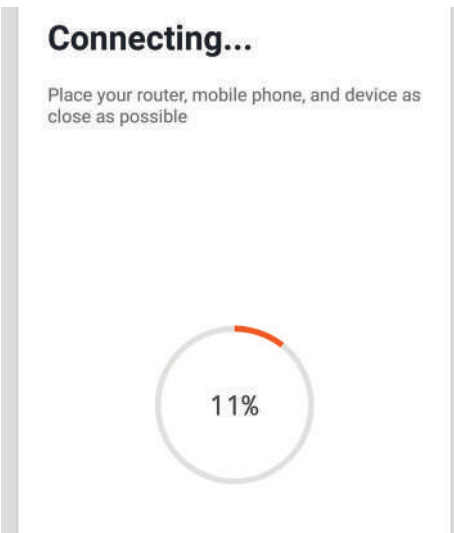 Connecting...
Place your router, mobile phone, and device as
close as possible
11%